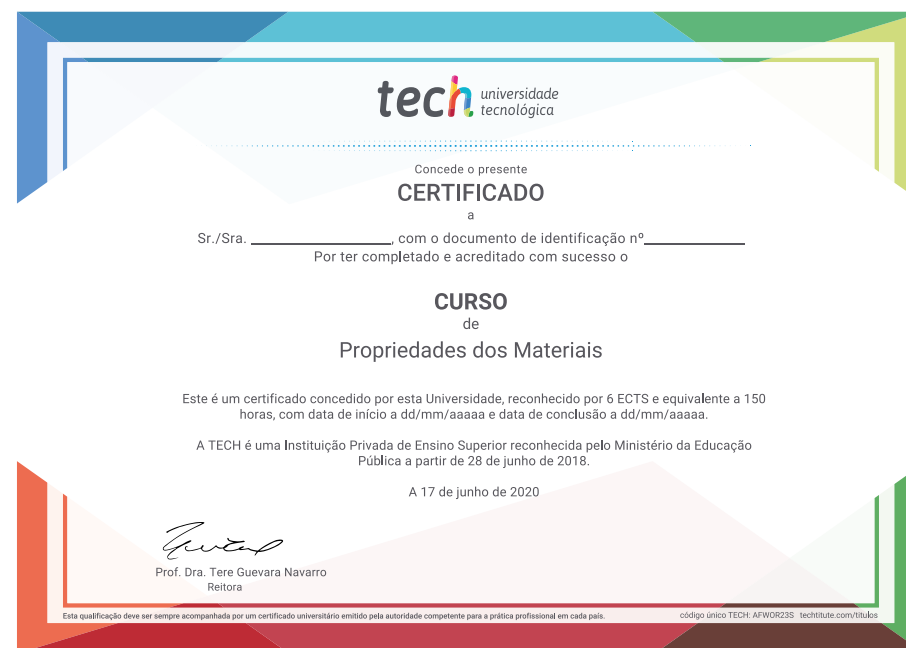 tech universidade
tecnológica
Concede o presente
CERTIFICADO
a
Sr./Sra. ____________________, com o documento de identificação nº______________
Por ter completado e acreditado com sucesso o
CURSO
de
Propriedades dos Materiais
Este é um certificado concedido por esta Universidade, reconhecido por 6 ECTS e equivalente a 150
horas, com data de início a dd/mm/aaaaa e data de conclusão a dd/mm/aaaaa.
A TECH é uma Instituição Privada de Ensino Superior reconhecida pelo Ministério da Educação
Pública a partir de 28 de junho de 2018.
A 17 de junho de 2020
Prof. Dra. Tere Guevara Navarro
Reitora
Esta qualificação deve ser sempre acompanhada por um certificado universitário emitido pela autoridade competente para a prática profissional em cada país.
código único TECH: AFWOR23S techtitute.com/titulos